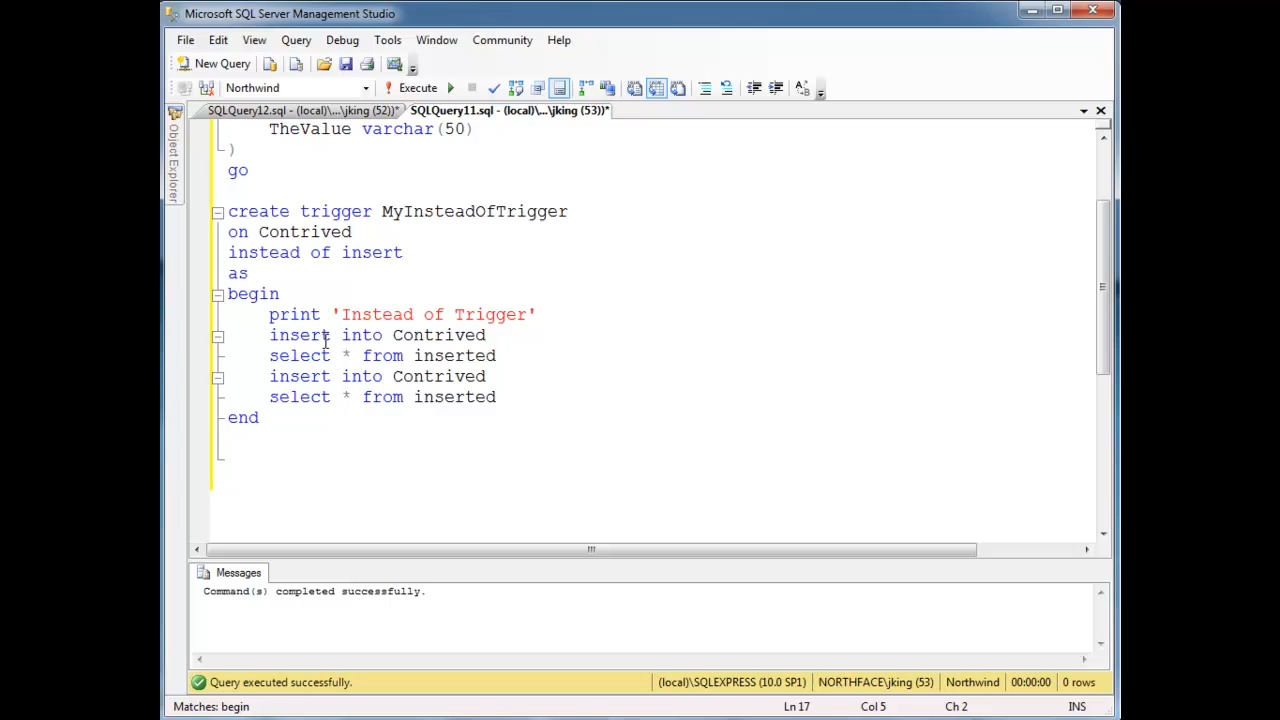 Microsoft SQL Server Management Studio
File Edit View Query Debug Tools Window Community Help
New Query
Northwind Execute
SQLQuery12.sql - (local)\...\jking (52))* SQLQuery11.sql - (local)\...\jking (53))*
Object Explorer
TheValue varchar(50)
)
go
create trigger MyInsteadOfTrigger
on Contrived
instead of insert
as
begin
print 'Instead of Trigger'
insert into Contrived
select * from inserted
insert into Contrived
select * from inserted
end
Messages
Command(s) completed successfully.
Query executed successfully. (local)\SQLEXPRESS (10.0 SP1) NORTHFACE\jking (53) Northwind 00:00:00 0 rows
Matches: begin Ln 17 Col 5 Ch 2 INS